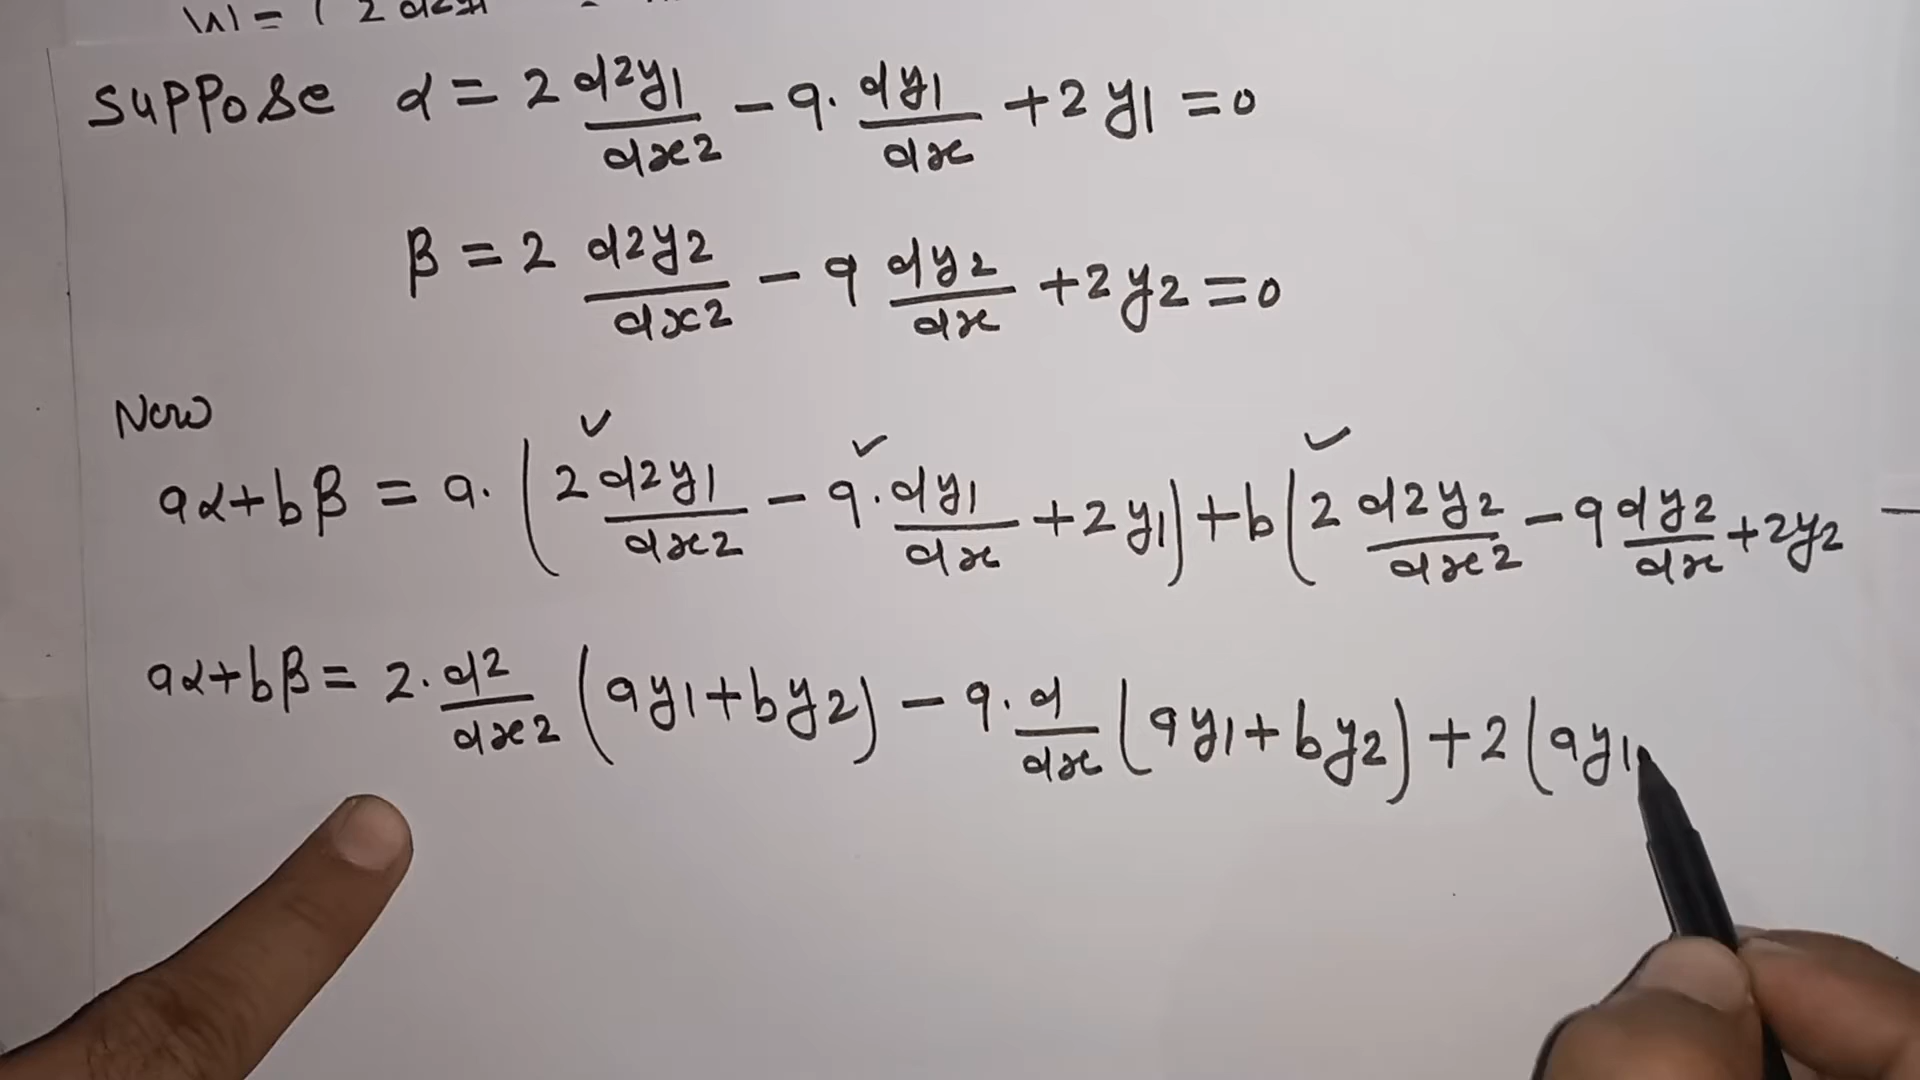 W = ( 2 d2y
Suppose α = 2 d2y1/dx2 - 9. dy1/dx + 2y1 = 0
β = 2 d2y2/dx2 - 9 dy2/dx + 2y2 = 0
Now
aα + bβ = a. (2 d2y1/dx2 - 9. dy1/dx + 2y1) + b(2 d2y2/dx2 - 9 dy2/dx + 2y2 -
aα + bβ = 2. d2/dx2 (ay1 + by2) - 9. d/dx (ay1 + by2) + 2(ay1